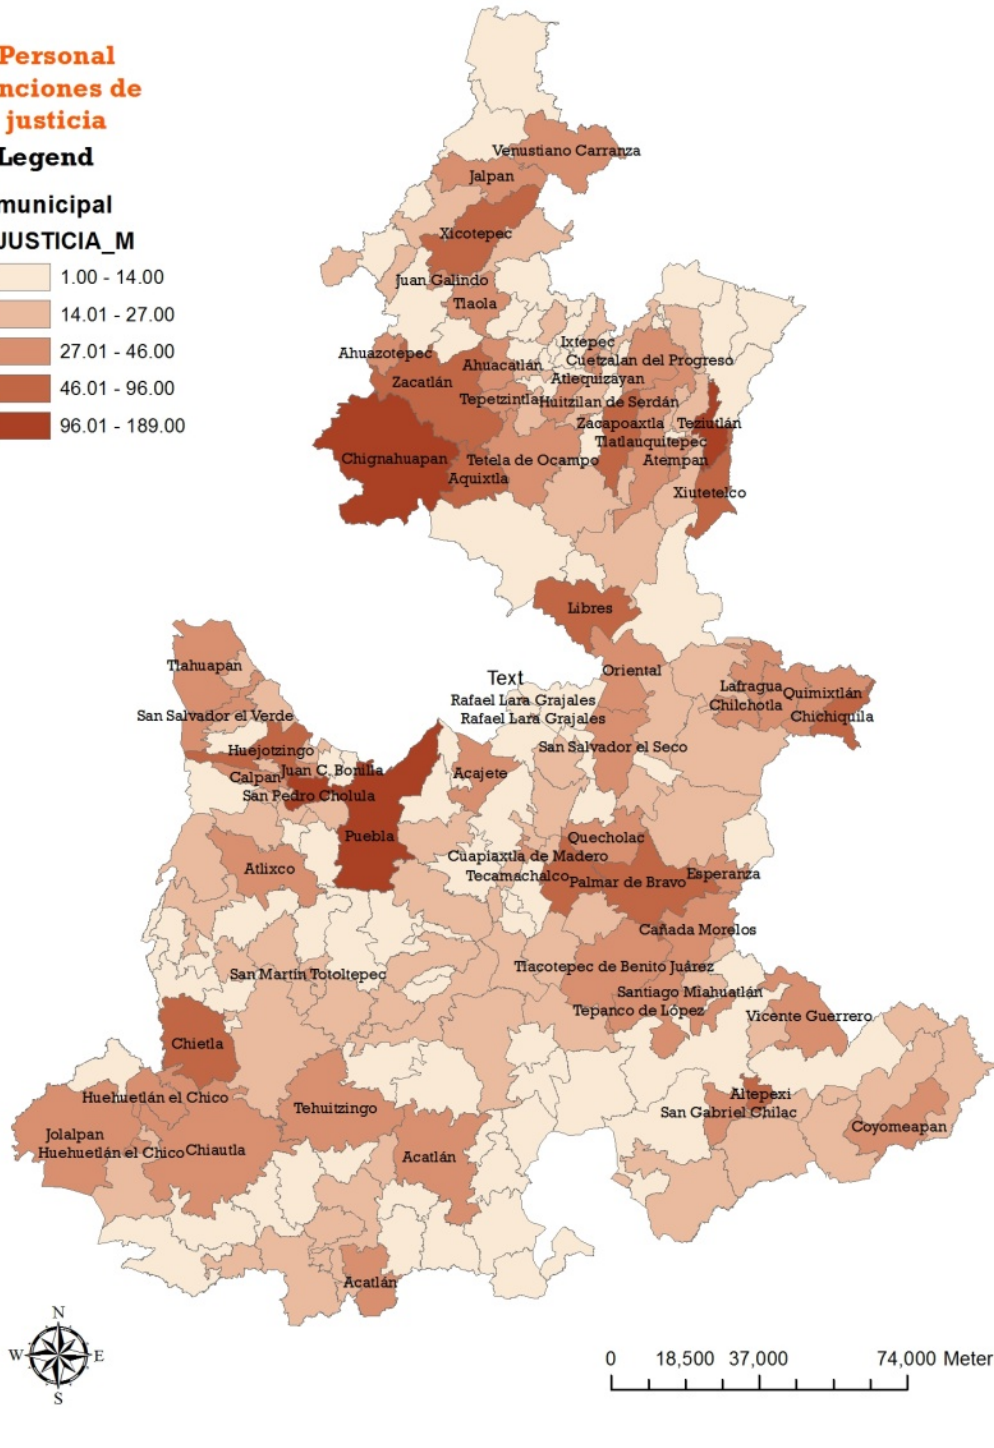 Personal
nciones de
justicia
Legend
municipal
JUSTICIA_M
1.00 - 14.00
14.01 - 27.00
27.01 - 46.00
46.01 - 96.00
96.01 - 189.00
Venustiano Carranza
Jalpan
Xicotepec
Juan Galindo
Tlaola
Ixtepec
Ahuazotepec
Cuetzalan del Progreso
Ahuacatlán
Zacatlán
Atlequizayan
Tepetzintla
Huitzilan de Serdán
Zacapoaxtla
Teziutlán
Tlatlauquitepec
Chignahuapan
Tetela de Ocampo
Atempan
Aquixtla
Xiutetelco
Libres
Tlahuapan
Oriental
Text
Lafragua
Quimixtlán
Rafael Lara Grajales
Chilchotla
San Salvador el Verde
Rafael Lara Grajales
Chichiquila
Huejotzingo
San Salvador el Seco
Juan C. Bonilla
Calpan
Acajete
San Pedro Cholula
Puebla
Quecholac
Cuapiaxtla de Madero
Atlixco
Tecamachalco
Esperanza
Palmar de Bravo
Cañada Morelos
San Martín Totoltepec
Tlacotepec de Benito Juárez
Santiago Miahuatlán
Tepanco de López
Vicente Guerrero
Chietla
Huehuetlán el Chico
Altepexi
Tehuitzingo
San Gabriel Chilac
Coyomeapan
Jolalpan
Huehuetlán el Chico
Chiautla
Acatlán
Acatlán
N
W
E
S
0 18,500 37,000 74,000 Meter